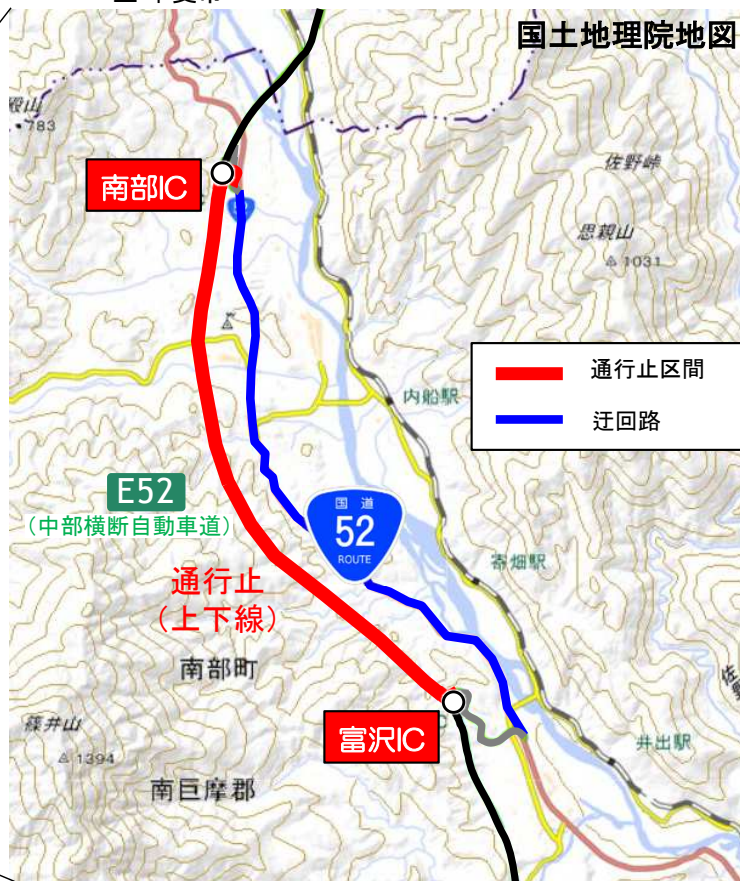 国土地理院地図
783
南部IC
佐野峠
思親山
1031
通行止区間
内船駅
迂回路
E52
(中部横断自動車道)
国道
52
ROUTE
寄畑駅
通行止
(上下線)
南部町
篠井山
富沢IC
井出駅
1394
南巨摩郡